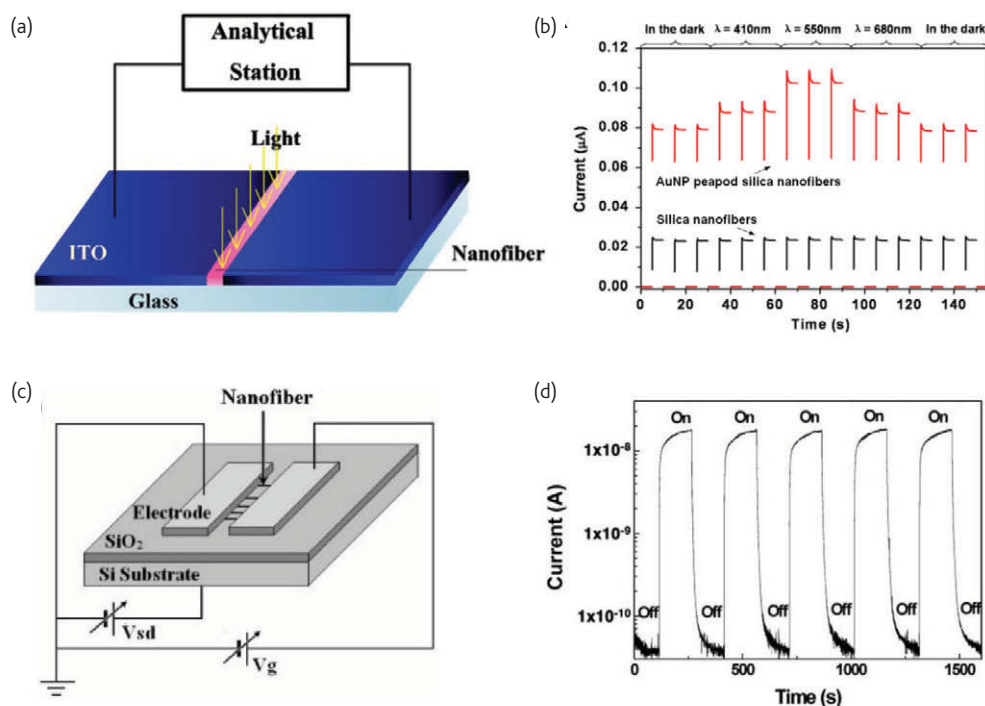 (a)
Analytical
Station
Light
ITO
Nanofiber
Glass
(b)
In the dark λ = 410nm λ = 550nm λ = 680nm In the dark
0.12
0.10
0.08
0.06
0.04
0.02
0.00
Current (μA)
AuNP peapod silica nanofibers
Silica nanofibers
0 20 40 60 80 100 120 140
Time (s)
(c)
Nanofiber
Electrode
SiO2
Si Substrate
Vsd
Vg
(d)
On On On On On
1x10-8
1x10-9
1x10-10
Current (A)
Off Off Off Off Off Off
0 500 1000 1500
Time (s)